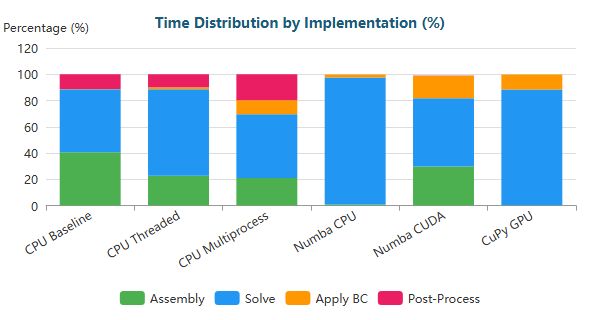 Time Distribution by Implementation (%)
Percentage (%)
120
100
80
60
40
20
0
CPU Baseline
CPU Threaded
CPU Multiprocess
Numba CPU
Numba CUDA
CuPy GPU
Assembly Solve Apply BC Post-Process